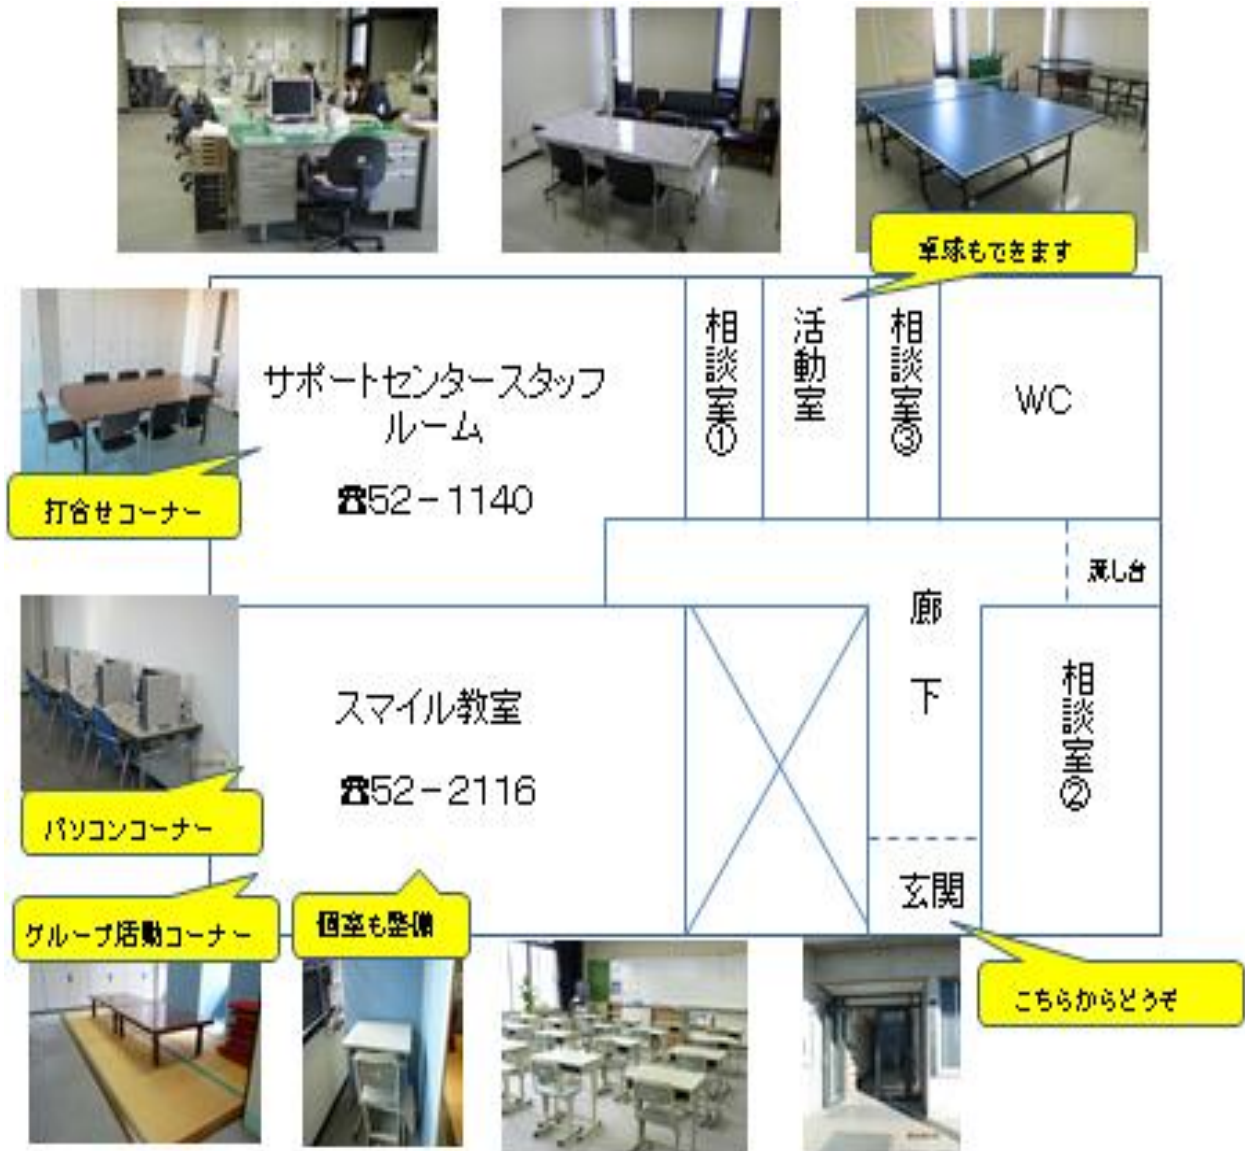 卓球もできます
サポートセンタースタッフ
ルーム
☎52-1140
相談室①
活動室
相談室③
WC
打合せコーナー
流し台
廊下
スマイル教室
☎52-2116
相談室②
パソコンコーナー
玄関
グループ活動コーナー
個室も整備
こちらからどうぞ